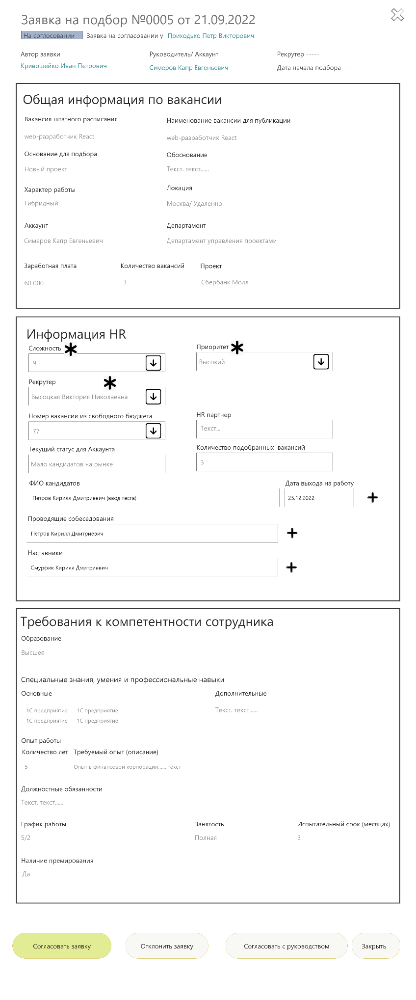 Заявка на подбор №0005 от 21.09.2022
На согласовании Заявка на согласовании у Приходько Петр Викторович
Автор заявки Руководитель/ Аккаунт Рекрутер -----
Кривошейко Иван Петрович Симеров Капр Евгеньевич Дата начала подбора ----
Общая информация по вакансии
Вакансия штатного расписания Наименование вакансии для публикации
web-разработчик React web-разработчик React
Основание для подбора Обоснование
Новый проект Текст. текст......
Характер работы Локация
Гибридный Москва/ Удаленно
Аккаунт Департамент
Симеров Капр Евгеньевич Департамент управления проектами
Заработная плата Количество вакансий Проект
60 000 3 Сбербанк Молл
Информация HR
Сложность Приоритет
9 Высокий
Рекрутер
Высоцкая Виктория Николаевна
Номер вакансии из свободного бюджета HR партнер
77 Текст...
Текущий статус для Аккаунта Количество подобранных вакансий
Мало кандидатов на рынке 3
ФИО кандидатов Дата выхода на работу
Петров Кирилл Дмитриевич (ввод теста) 25.12.2022
Проводящие собеседования
Петров Кирилл Дмитриевич
Наставники
Смурфик Кирилл Дмитриевич
Требования к компетентности сотрудника
Образование
Высшее
Специальные знания, умения и профессиональные навыки
Основные Дополнительные
1С предприятие 1С предприятие Текст. текст......
1С предприятие 1С предприятие
Опыт работы
Количество лет Требуемый опыт (описание)
5 Опыт в финансовой корпорации...... текст
Должностные обязанности
Текст. текст......
График работы Занятость Испытательный срок (месяцах)
5/2 Полная 3
Наличие премирования
Да
Согласовать заявку Отклонить заявку Согласовать с руководством Закрыть